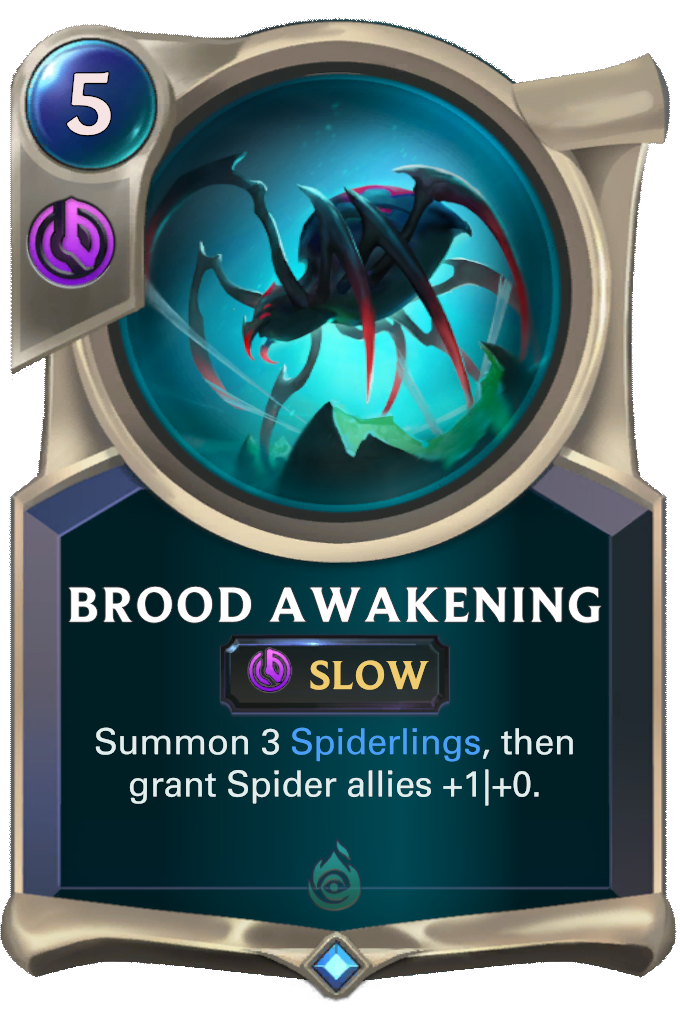 5
BROOD AWAKENING
SLOW
Summon 3 Spiderlings, then
grant Spider allies +1|+0.